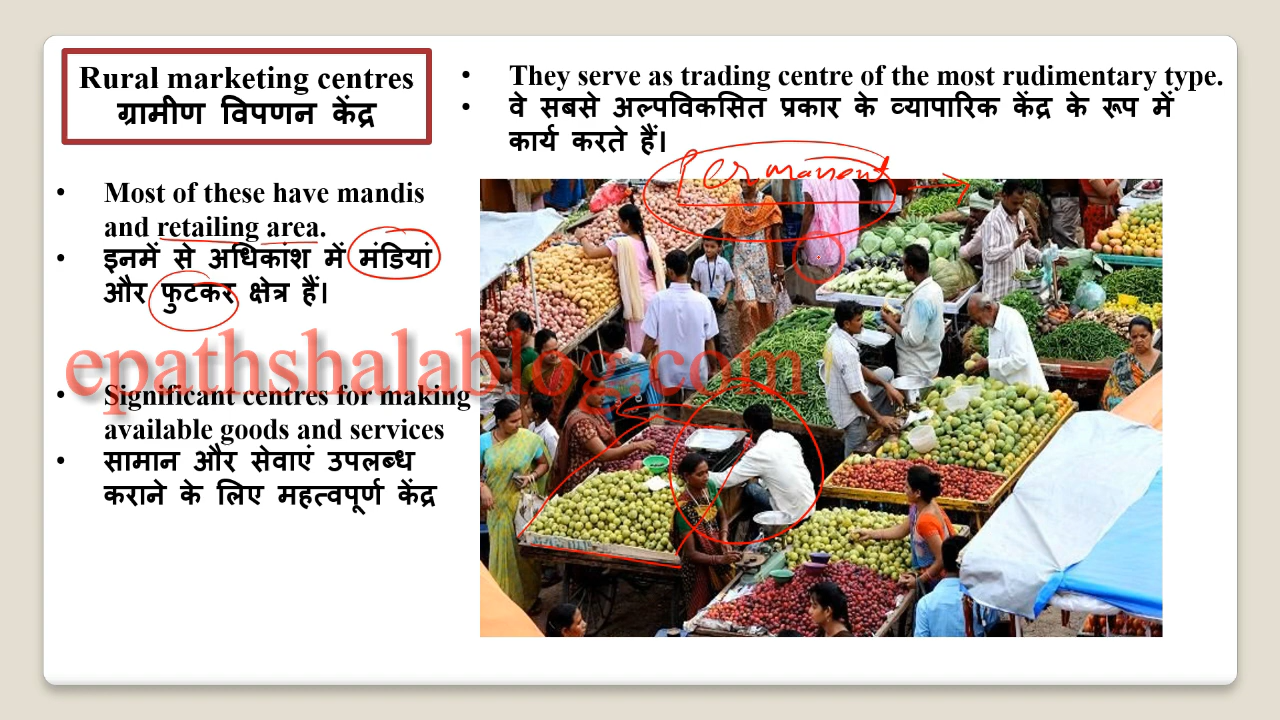 Rural marketing centres
ग्रामीण विपणन केंद्र
• They serve as trading centre of the most rudimentary type.
• वे सबसे अल्पविकसित प्रकार के व्यापारिक केंद्र के रूप में
कार्य करते हैं।
Permanent
• Most of these have mandis
and retailing area.
• इनमें से अधिकांश में मंडियां
और फुटकर क्षेत्र हैं।
epathshalablog.com
• Significant centres for making
available goods and services
• सामान और सेवाएं उपलब्ध
कराने के लिए महत्वपूर्ण केंद्र